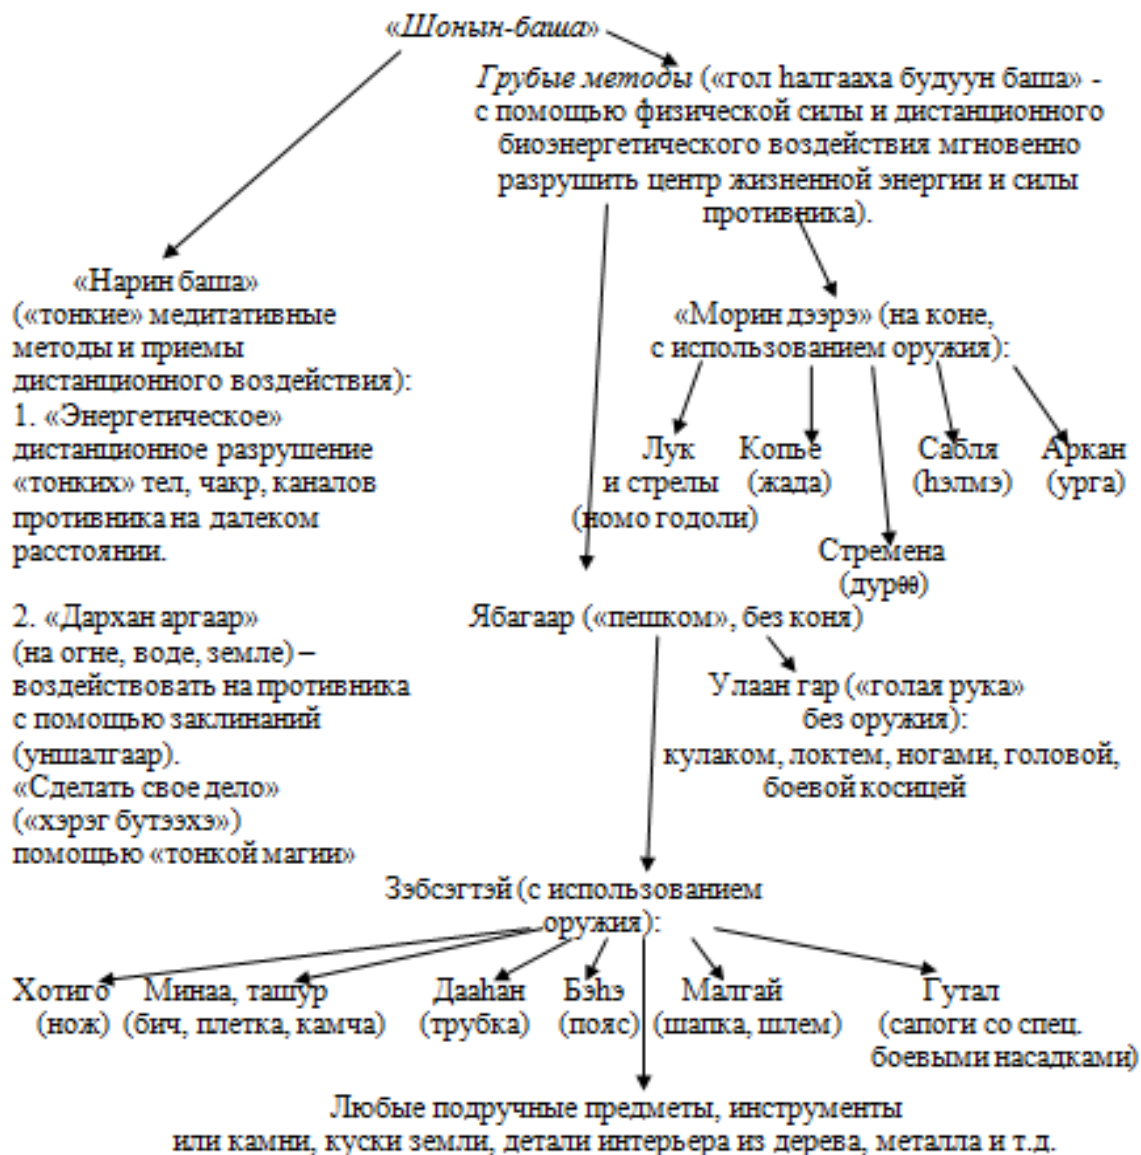 «Шонын-баша»
Грубые методы («гол һалгааха будуун баша» -
с помощью физической силы и дистанционного
биоэнергетического воздействия мгновенно
разрушить центр жизненной энергии и силы
противника).
«Нарин баша»
(«тонкие» медитативные
методы и приемы
дистанционного воздействия):
1. «Энергетическое»
дистанционное разрушение
«тонких» тел, чакр, каналов
противника на далеком
расстоянии.
2. «Дархан аргаар»
(на огне, воде, земле) –
воздействовать на противника
с помощью заклинаний
(уншалгаар).
«Сделать свое дело»
(«хэрэг бутээхэ»)
помощью «тонкой магии»
«Морин дээрэ» (на коне,
с использованием оружия):
Лук
и стрелы
(номо годоли)
Копье
(жада)
Сабля
(һэлмэ)
Аркан
(урга)
Стремена
(дурөө)
Ябагаар («пешком», без коня)
Улаан гар («голая рука»
без оружия):
кулаком, локтем, ногами, головой,
боевой косицей
Зэбсэгтэй (с использованием
оружия):
Хотиго
(нож)
Минаа, ташур
(бич, плетка, камча)
Дааһан
(трубка)
Бэһэ
(пояс)
Малгай
(шапка, шлем)
Гутал
(сапоги со спец.
боевыми насадками)
Любые подручные предметы, инструменты
или камни, куски земли, детали интерьера из дерева, металла и т.д.